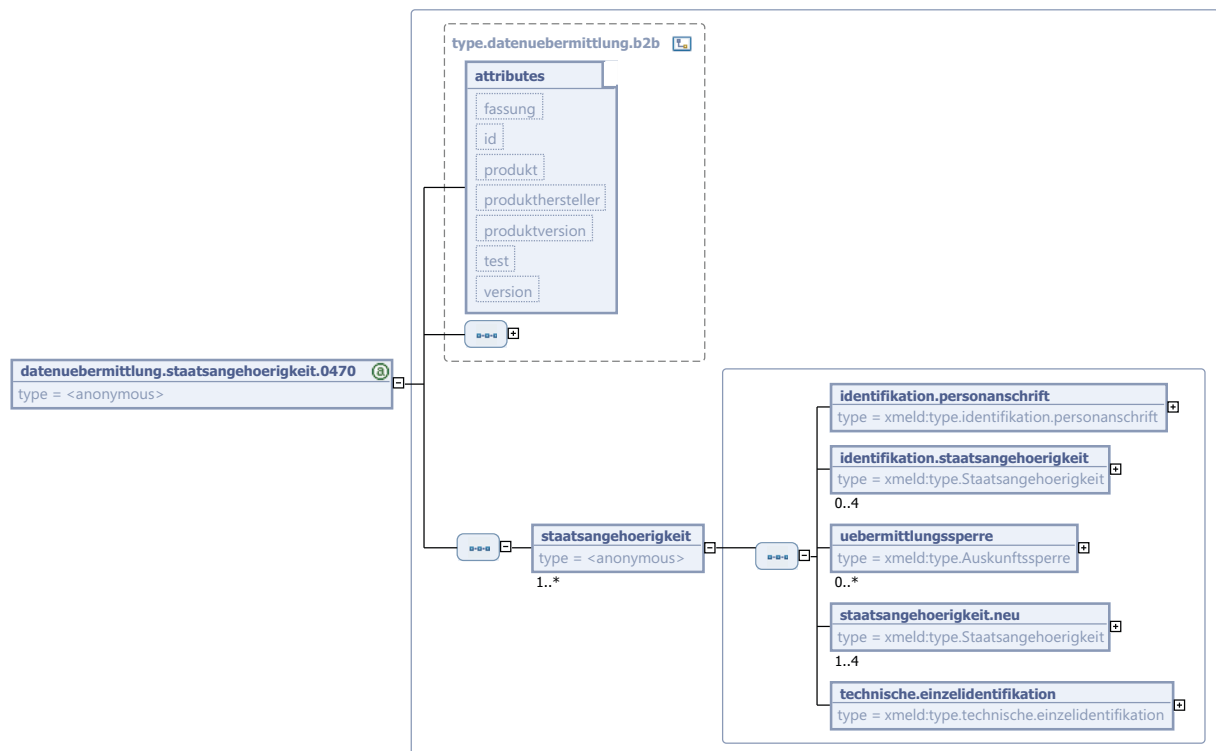 type.datenuebermittlung.b2b
attributes
fassung
id
produkt
produkthersteller
produktversion
test
version
datenuebermittlung.staatsangehoerigkeit.0470
a
type = <anonymous>
staatsangehoerigkeit
type = <anonymous>
1..*
identifikation.personanschrift
type = xmeld:type.identifikation.personanschrift
identifikation.staatsangehoerigkeit
type = xmeld:type.Staatsangehoerigkeit
0..4
uebermittlungssperre
type = xmeld:type.Auskunftssperre
0..*
staatsangehoerigkeit.neu
type = xmeld:type.Staatsangehoerigkeit
1..4
technische.einzelidentifikation
type = xmeld:type.technische.einzelidentifikation